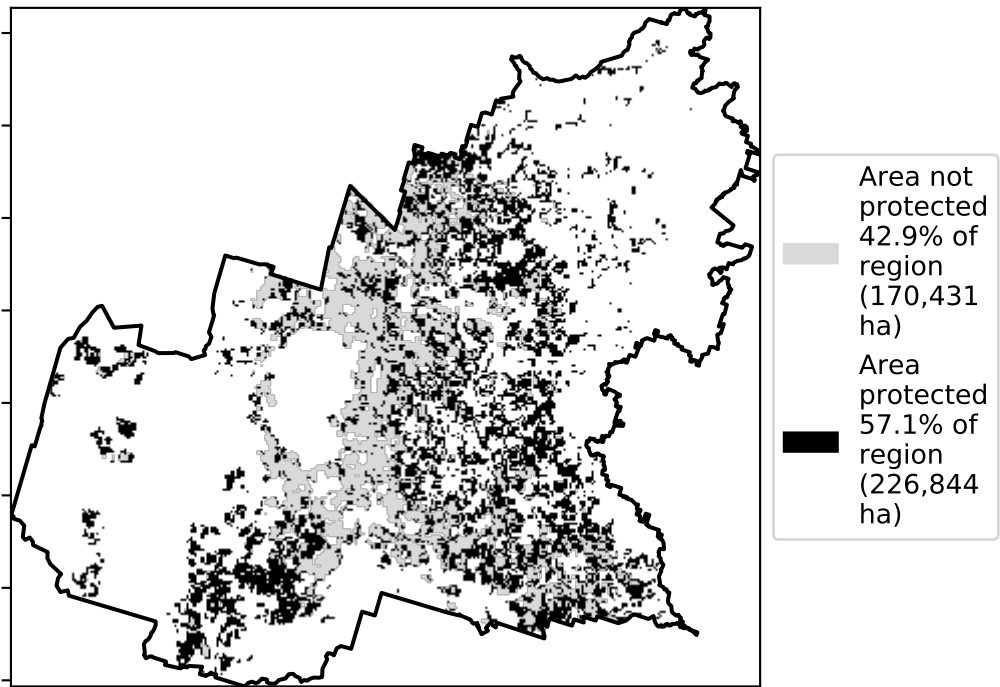 Area not
protected
42.9% of
region
(170,431
ha)
Area
protected
57.1% of
region
(226,844
ha)